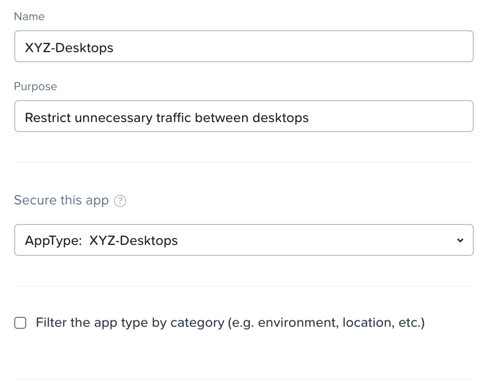 Name
XYZ-Desktops
Purpose
Restrict unnecessary traffic between desktops
Secure this app ?
AppType: XYZ-Desktops
Filter the app type by category (e.g. environment, location, etc.)